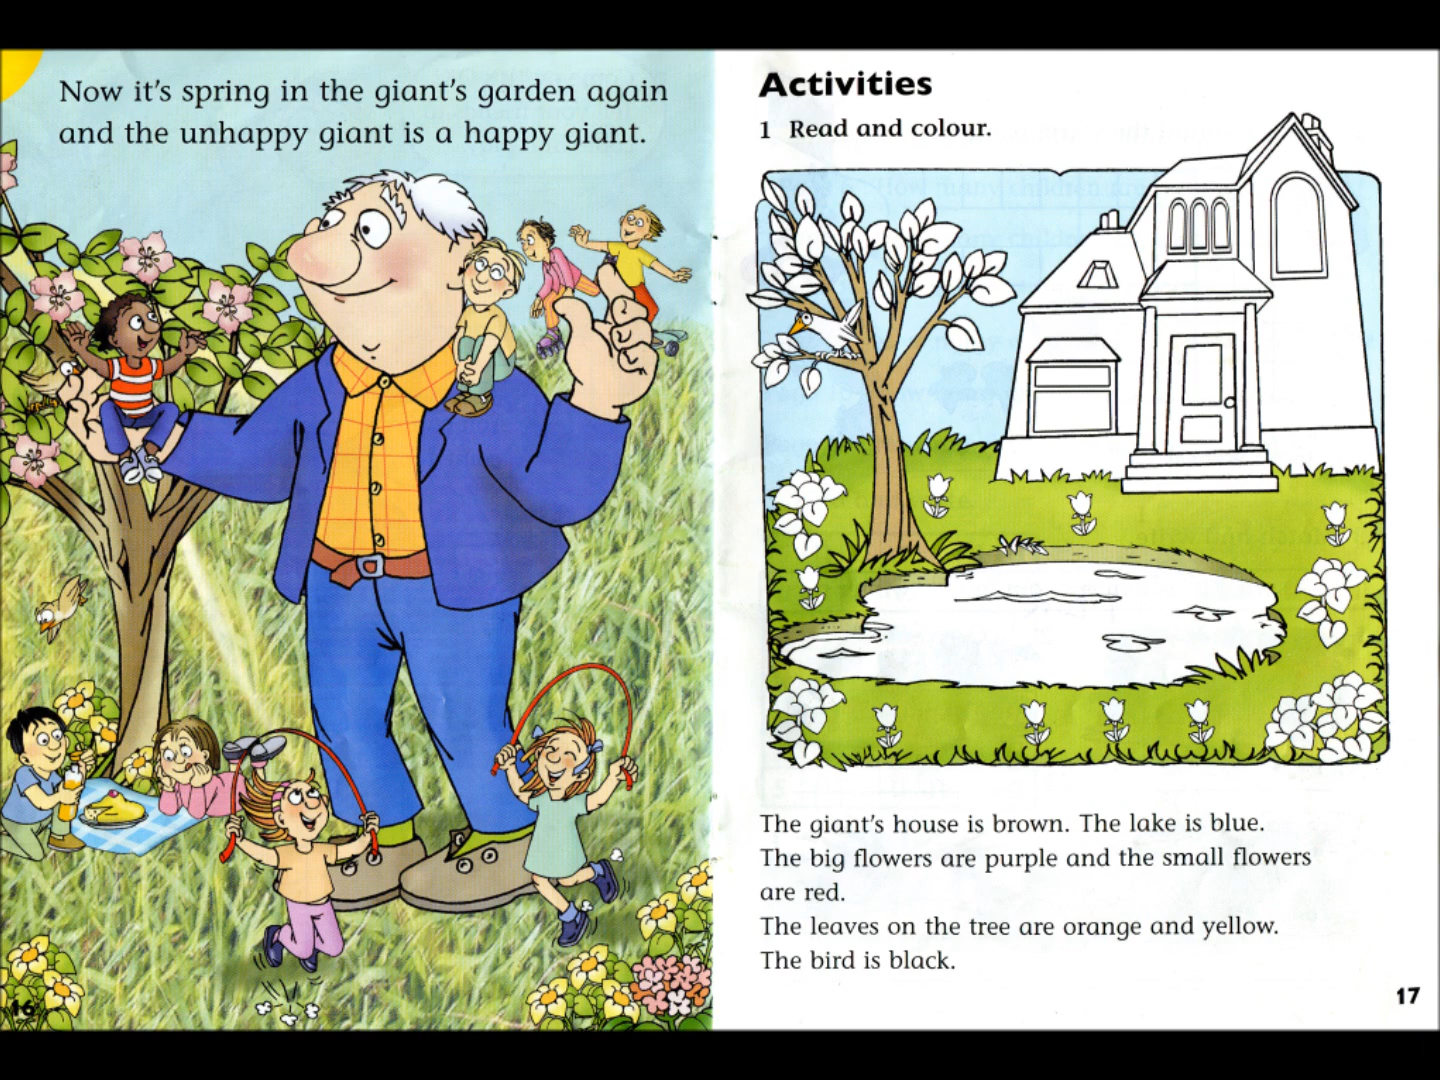 Now it's spring in the giant's garden again
and the unhappy giant is a happy giant.
16
Activities
1 Read and colour.
The giant's house is brown. The lake is blue.
The big flowers are purple and the small flowers
are red.
The leaves on the tree are orange and yellow.
The bird is black.
17